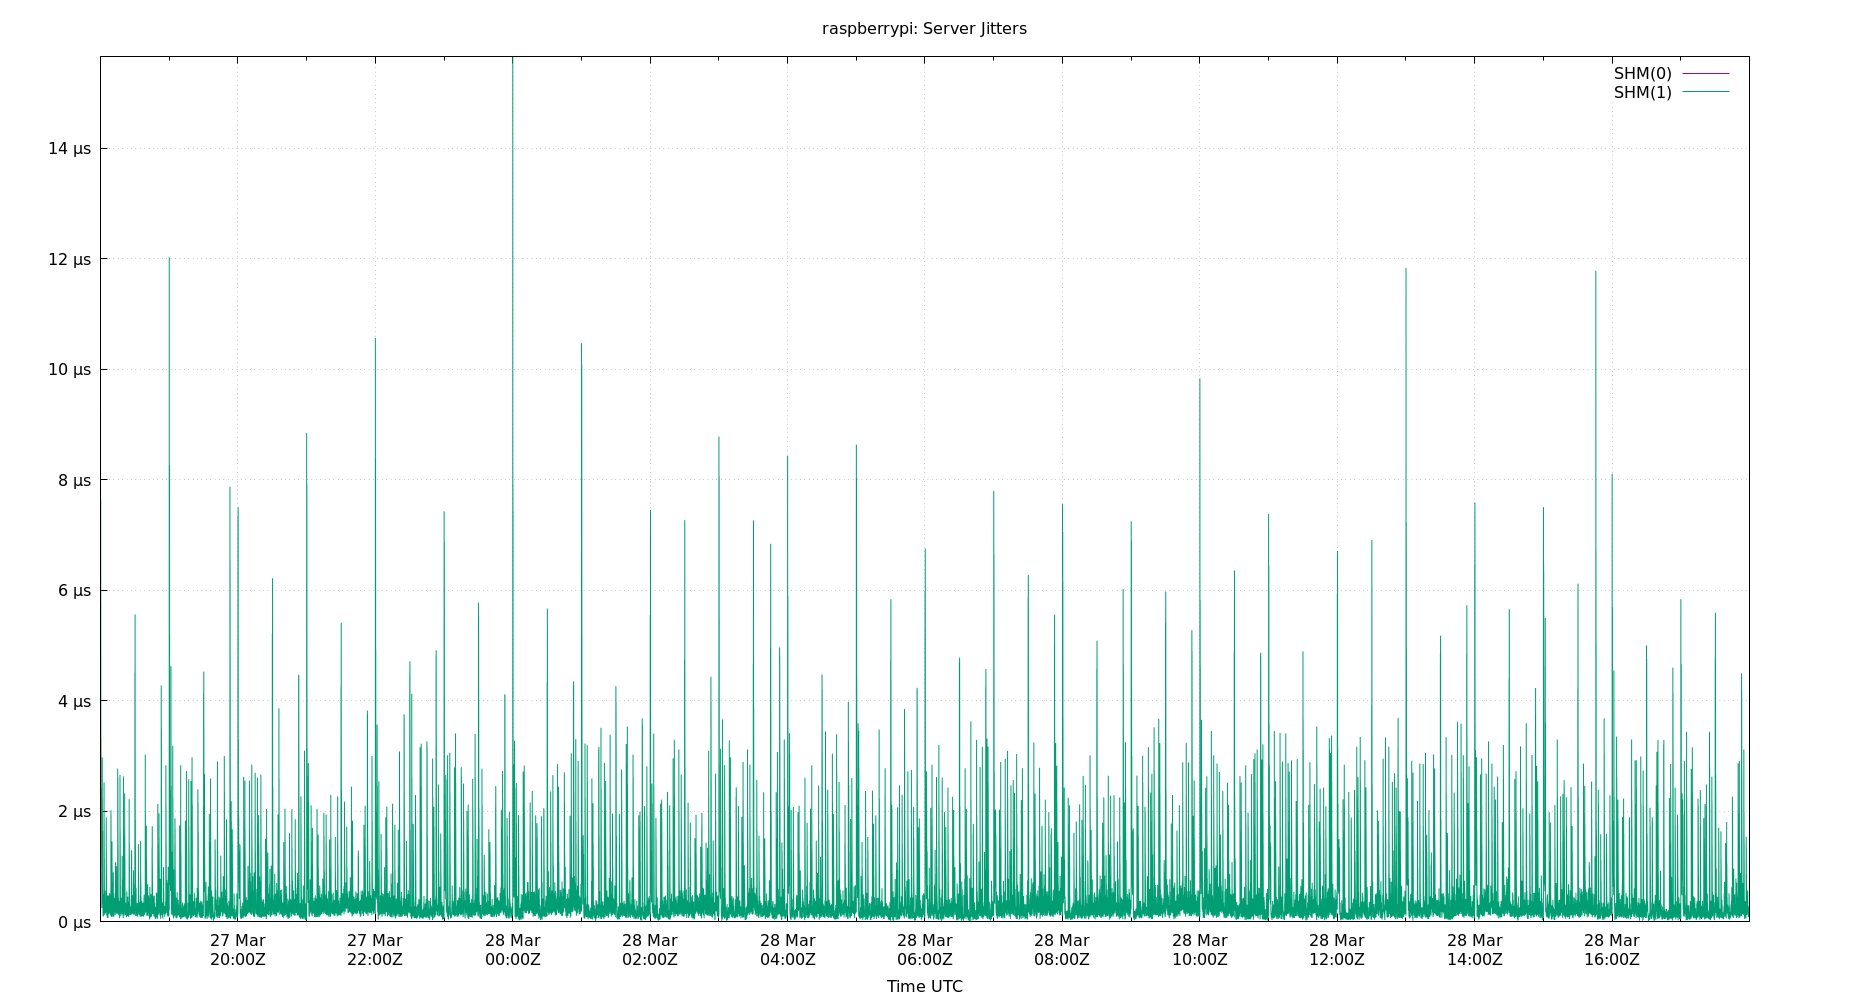 raspberrypi: Server Jitters
SHM(0)
SHM(1)
14 µs
12 µs
10 µs
8 µs
6 µs
4 µs
2 µs
0 µs
27 Mar 27 Mar 28 Mar 28 Mar 28 Mar 28 Mar 28 Mar 28 Mar 28 Mar 28 Mar 28 Mar
20:00Z 22:00Z 00:00Z 02:00Z 04:00Z 06:00Z 08:00Z 10:00Z 12:00Z 14:00Z 16:00Z
Time UTC